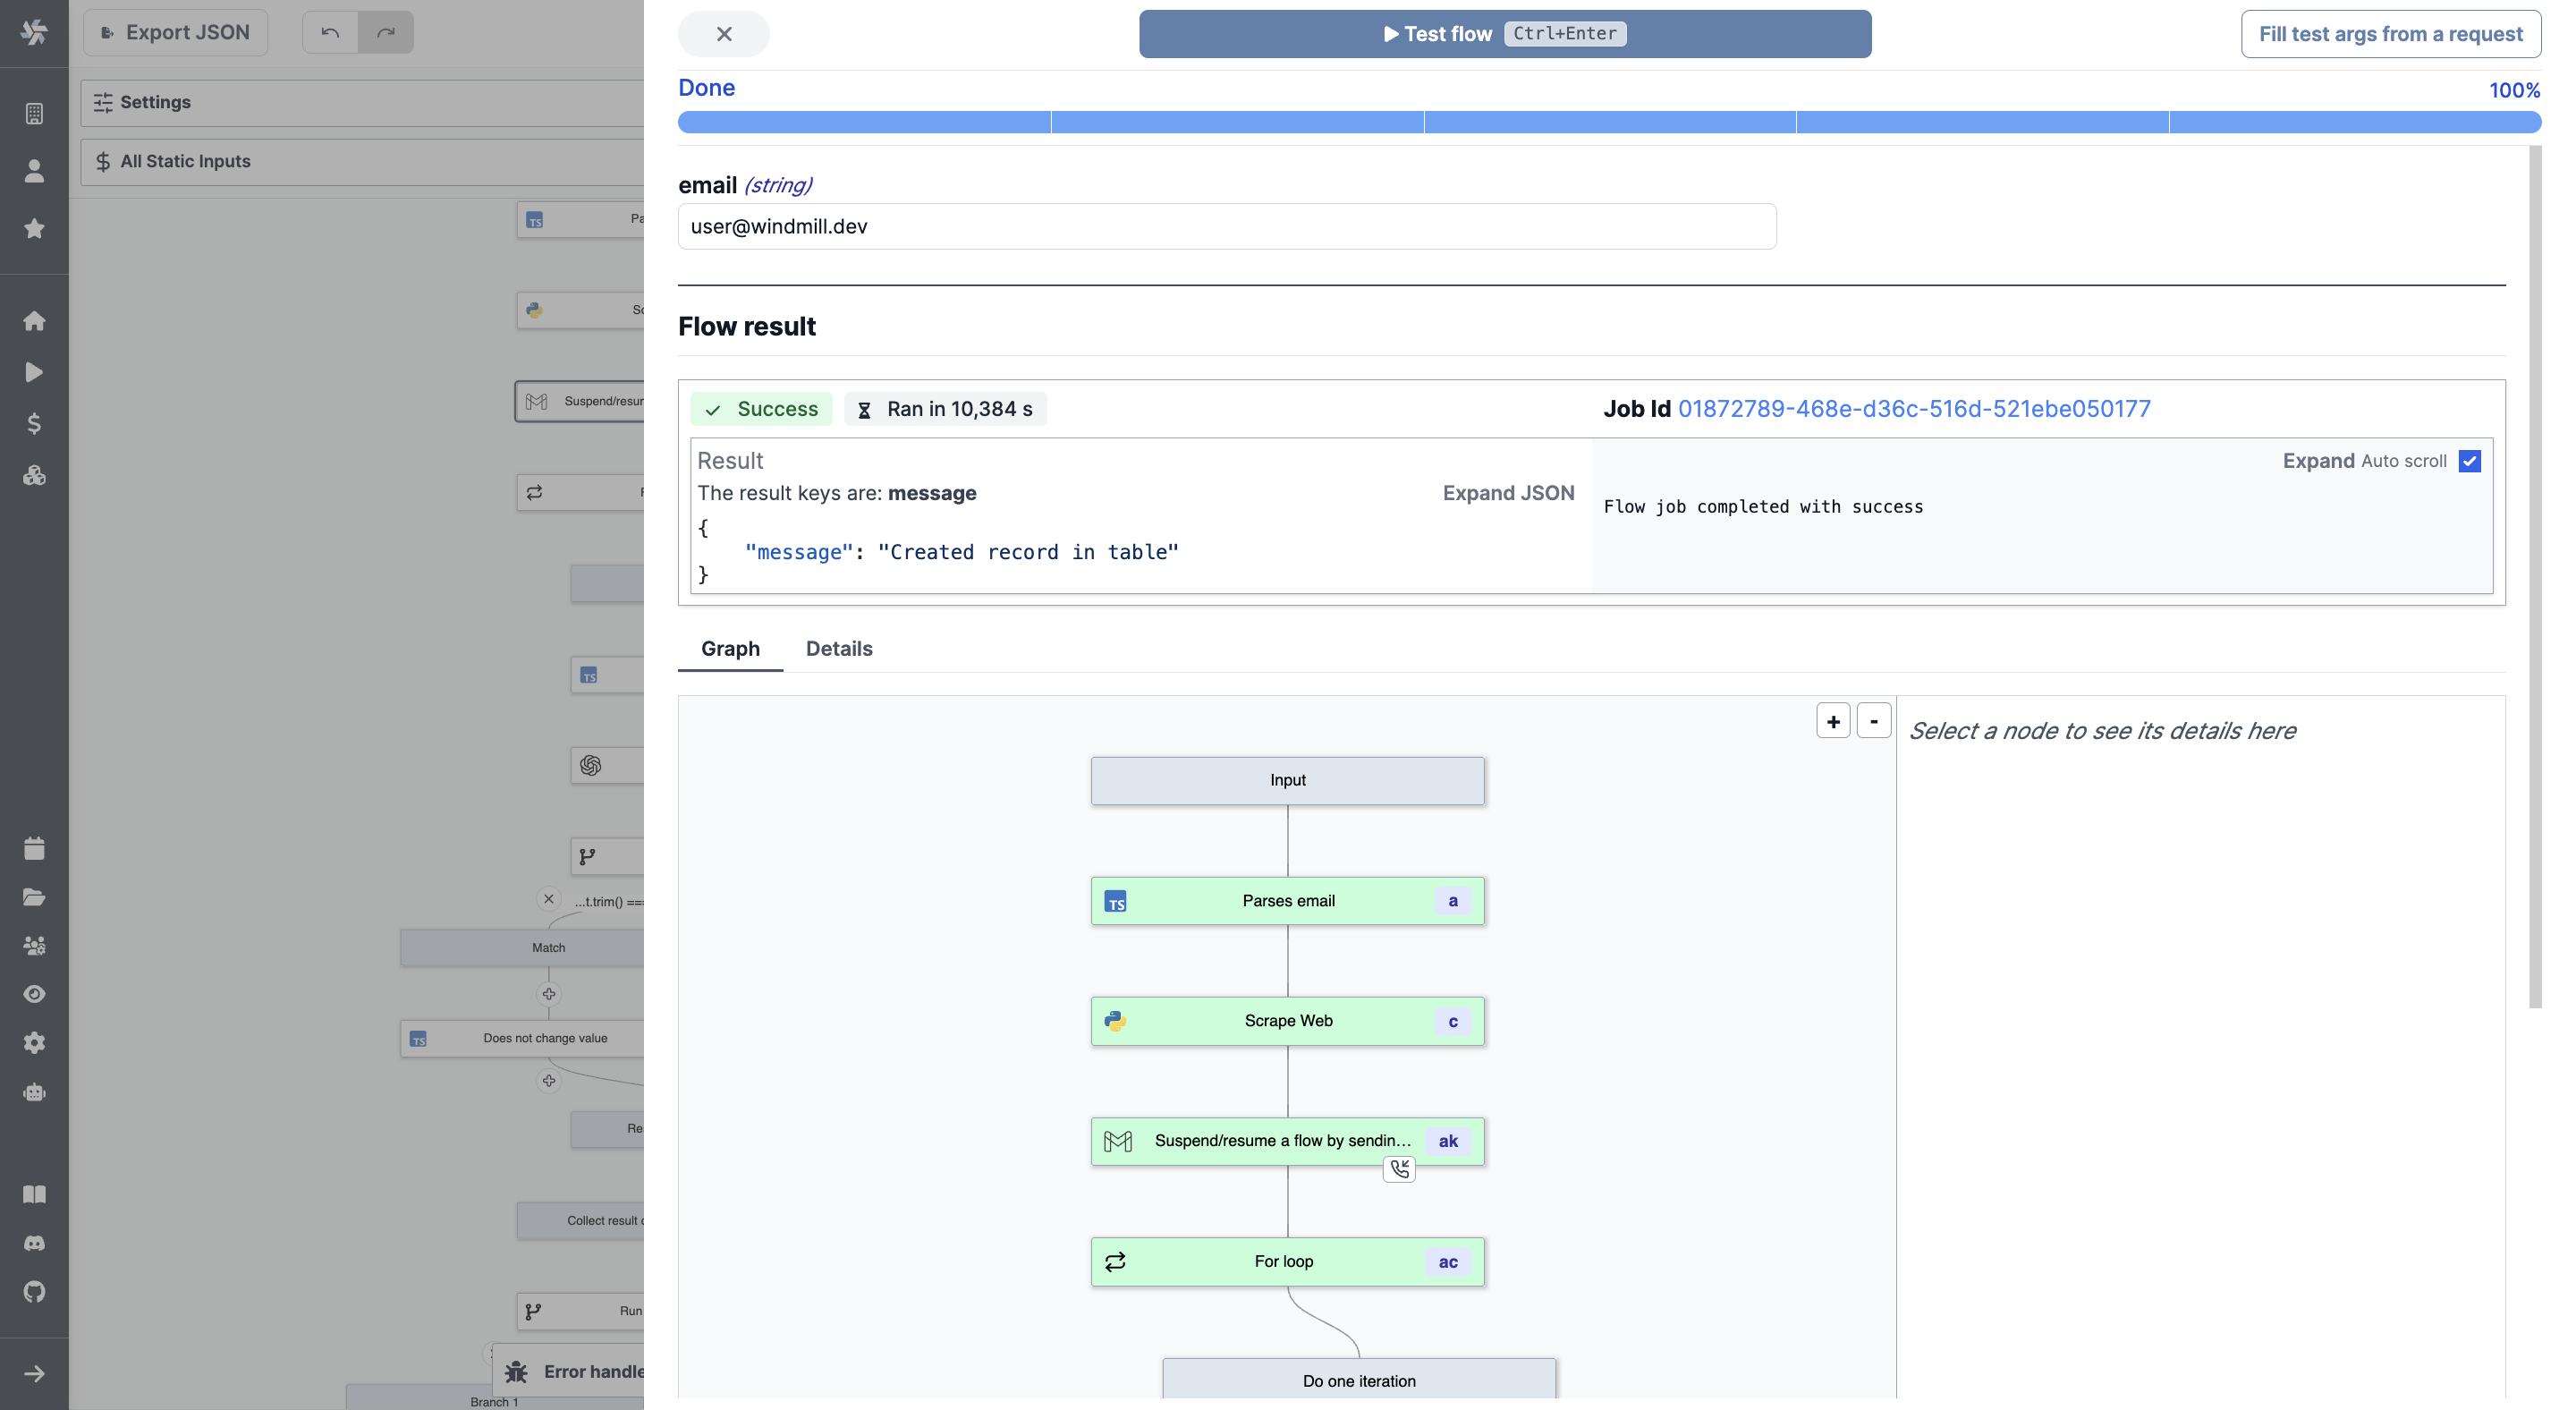 Export JSON
Settings
All Static Inputs
TS Pa
Sc
Suspend/resur
F
TS
...t.trim() ===
Match
TS Does not change value
Re
Collect result o
Run
Error handle
Branch 1
Test flow Ctrl+Enter
Fill test args from a request
Done
100%
email (string)
user@windmill.dev
Flow result
Success
Ran in 10,384 s
Job Id 01872789-468e-d36c-516d-521ebe050177
Result
The result keys are: message
Expand JSON
{
"message": "Created record in table"
}
Expand Auto scroll
Flow job completed with success
Graph
Details
+ -
Select a node to see its details here
Input
TS Parses email a
Scrape Web c
Suspend/resume a flow by sendin... ak
For loop ac
Do one iteration